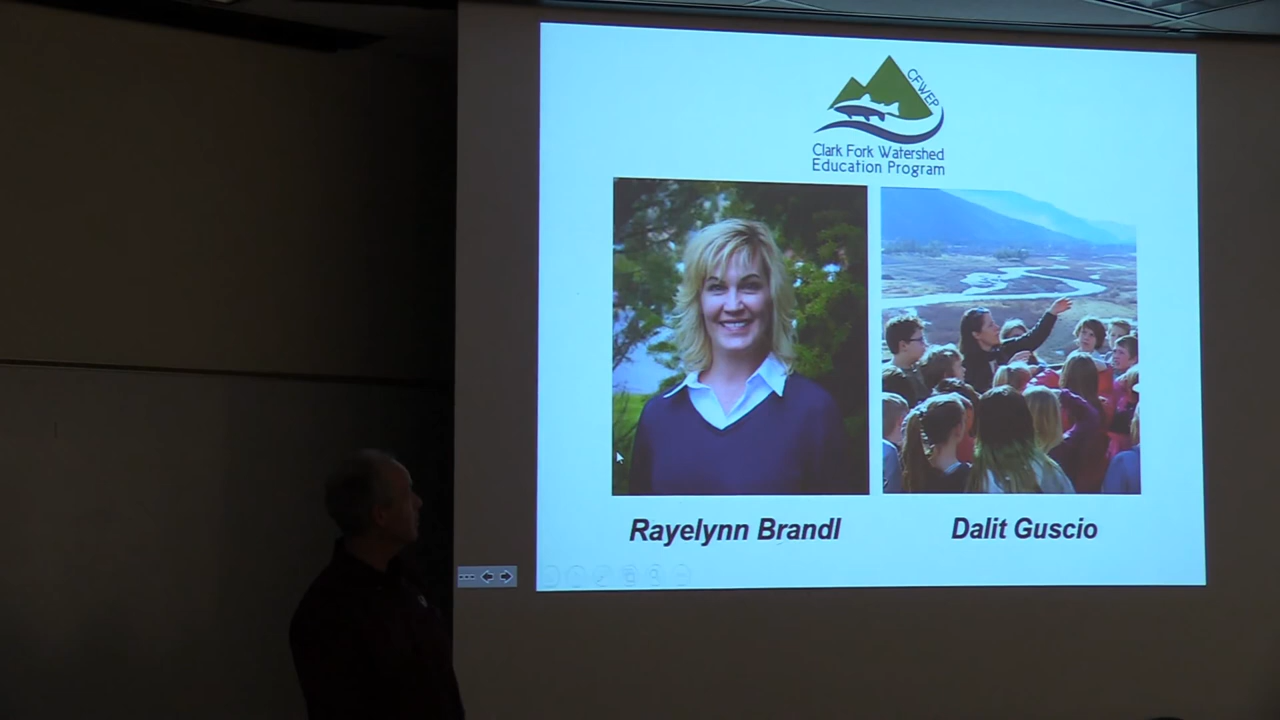 CFWEP
Clark Fork Watershed
Education Program
Rayelynn Brandl
Dalit Guscio